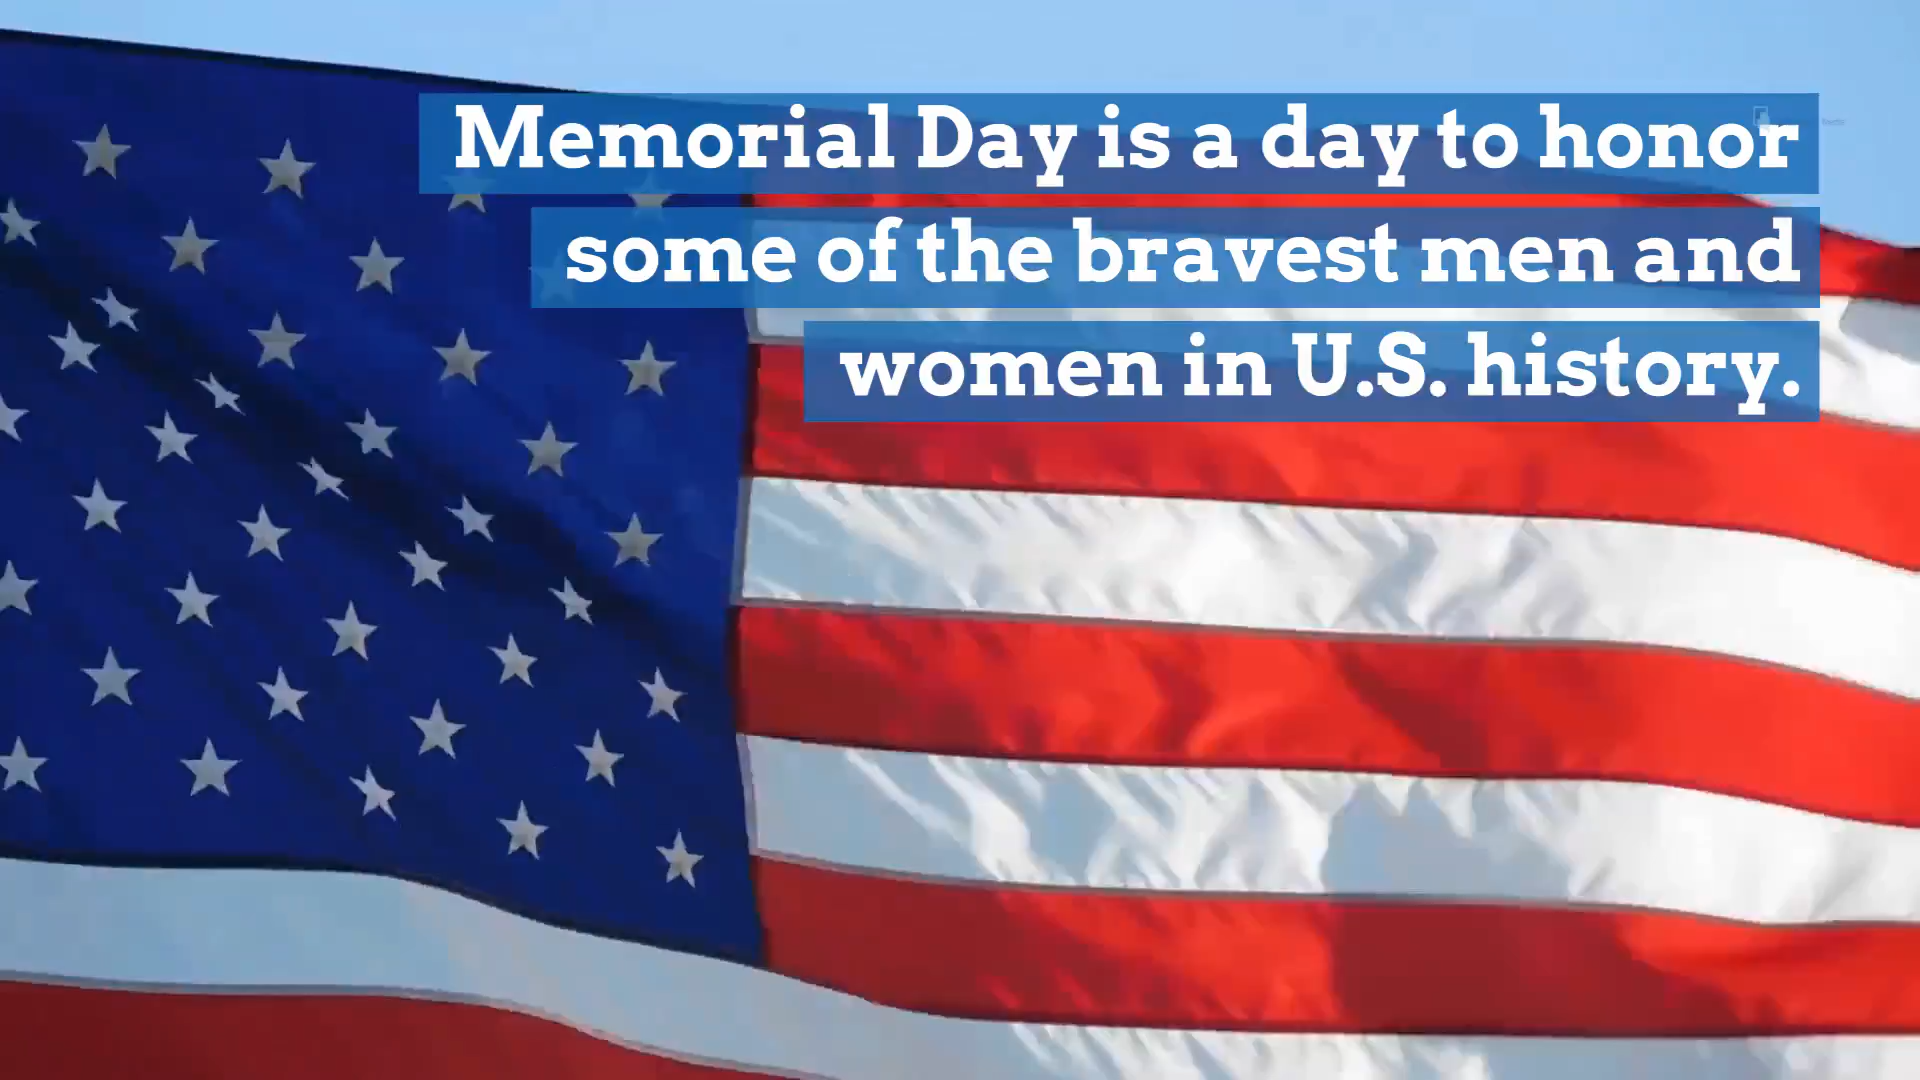 Memorial Day is a day to honor
some of the bravest men and
women in U.S. history.